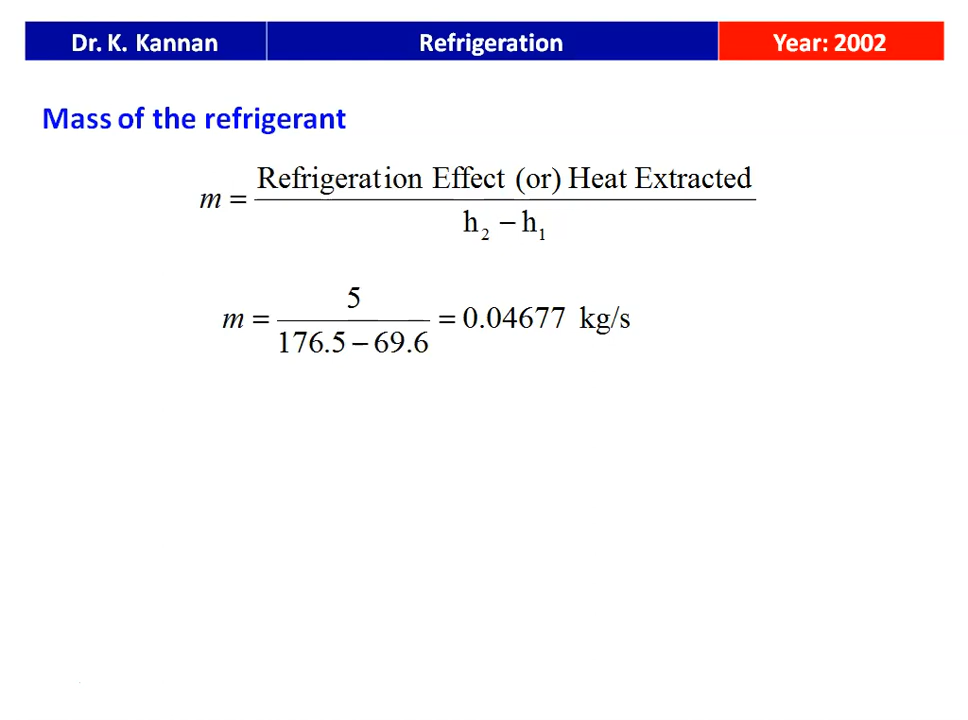 Dr. K. Kannan Refrigeration Year: 2002
Mass of the refrigerant
m = Refrigeration Effect (or) Heat Extracted / h₂ − h₁
m = 5 / 176.5 − 69.6 = 0.04677 kg/s